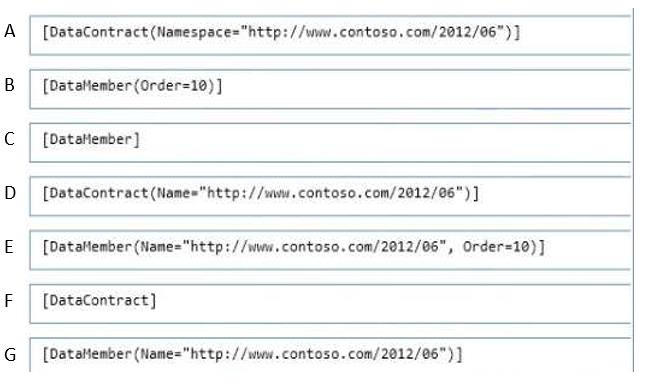 A [DataContract(Namespace="http://www.contoso.com/2012/06")]
B [DataMember(Order=10)]
C [DataMember]
D [DataContract(Name="http://www.contoso.com/2012/06")]
E [DataMember(Name="http://www.contoso.com/2012/06", Order=10)]
F [DataContract]
G [DataMember(Name="http://www.contoso.com/2012/06")]